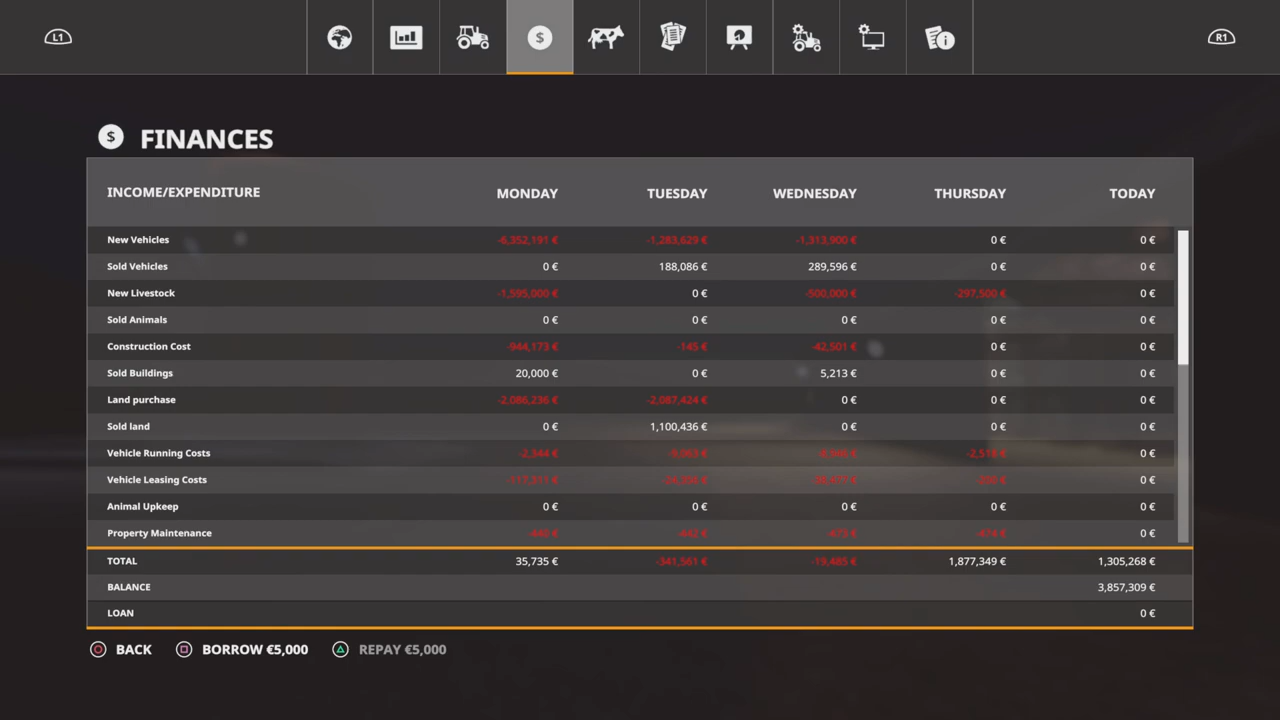 L1 R1
$ FINANCES
INCOME/EXPENDITURE MONDAY TUESDAY WEDNESDAY THURSDAY TODAY
New Vehicles -6,352,191 € -1,283,629 € -1,313,900 € 0 € 0 €
Sold Vehicles 0 € 188,086 € 289,596 € 0 € 0 €
New Livestock -1,595,000 € 0 € -500,000 € -297,500 € 0 €
Sold Animals 0 € 0 € 0 € 0 € 0 €
Construction Cost -944,173 € -145 € -42,501 € 0 € 0 €
Sold Buildings 20,000 € 0 € 5,213 € 0 € 0 €
Land purchase -2,086,236 € -2,087,424 € 0 € 0 € 0 €
Sold land 0 € 1,100,436 € 0 € 0 € 0 €
Vehicle Running Costs -2,344 € 0 €
Vehicle Leasing Costs 0 €
Animal Upkeep 0 € 0 € 0 € 0 € 0 €
Property Maintenance 0 €
TOTAL 35,735 € -341,561 € -19,485 € 1,877,349 € 1,305,268 €
BALANCE 3,857,309 €
LOAN 0 €
BACK BORROW €5,000 REPAY €5,000